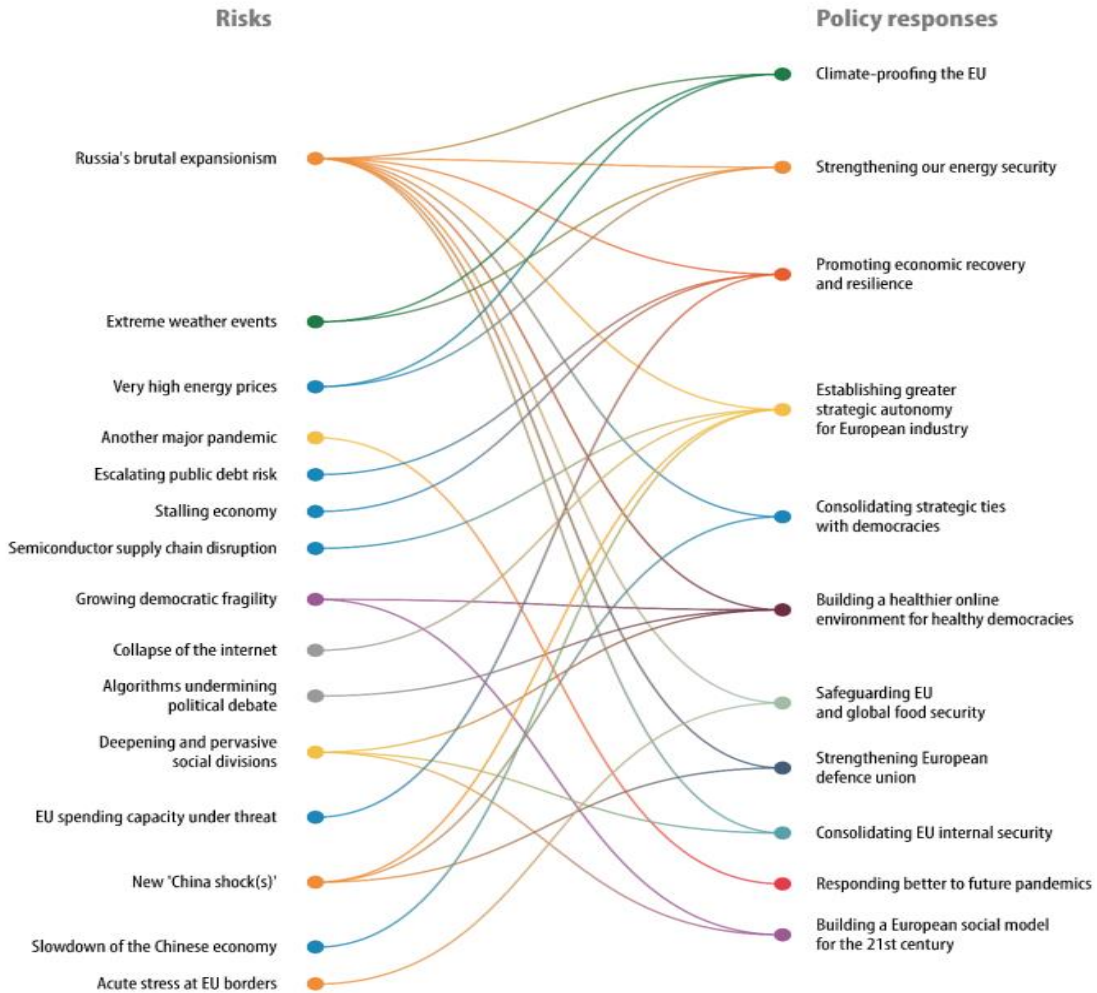 Risks
Russia's brutal expansionism
Extreme weather events
Very high energy prices
Another major pandemic
Escalating public debt risk
Stalling economy
Semiconductor supply chain disruption
Growing democratic fragility
Collapse of the internet
Algorithms undermining
political debate
Deepening and pervasive
social divisions
EU spending capacity under threat
New 'China shock(s)'
Slowdown of the Chinese economy
Acute stress at EU borders
Policy responses
Climate-proofing the EU
Strengthening our energy security
Promoting economic recovery
and resilience
Establishing greater
strategic autonomy
for European industry
Consolidating strategic ties
with democracies
Building a healthier online
environment for healthy democracies
Safeguarding EU
and global food security
Strengthening European
defence union
Consolidating EU internal security
Responding better to future pandemics
Building a European social model
for the 21st century